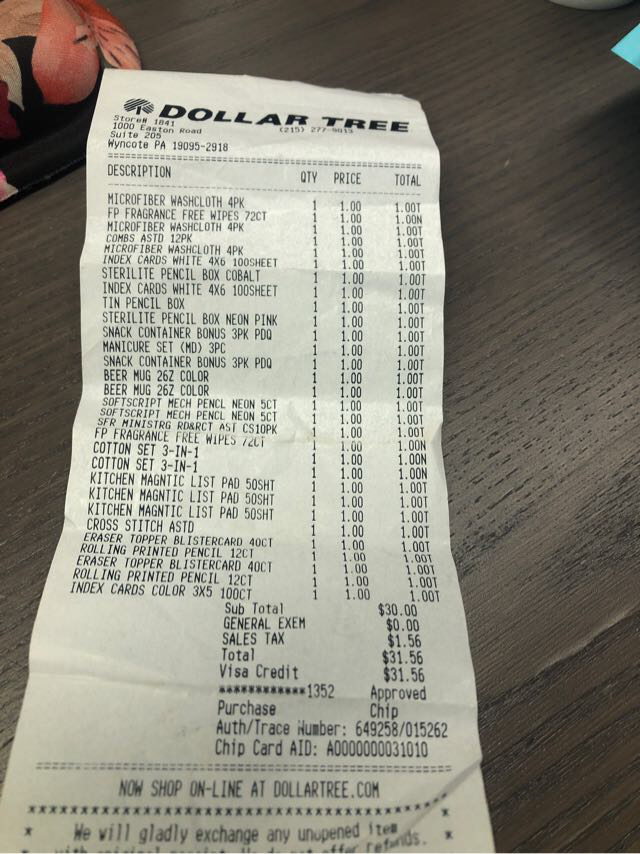 DOLLAR TREE
Store# 1841
1000 Easton Road (215) 277-9013
Suite 205
Wyncote PA 19095-2918
DESCRIPTION QTY PRICE TOTAL
MICROFIBER WASHCLOTH 4PK 1 1.00 1.00T
FP FRAGRANCE FREE WIPES 72CT 1 1.00 1.00N
MICROFIBER WASHCLOTH 4PK 1 1.00 1.00T
COMBS ASTD 12PK 1 1.00 1.00T
MICROFIBER WASHCLOTH 4PK 1 1.00 1.00T
INDEX CARDS WHITE 4X6 100SHEET 1 1.00 1.00T
STERILITE PENCIL BOX COBALT 1 1.00 1.00T
INDEX CARDS WHITE 4X6 100SHEET 1 1.00 1.00T
TIN PENCIL BOX 1 1.00 1.00T
STERILITE PENCIL BOX NEON PINK 1 1.00 1.00T
SNACK CONTAINER BONUS 3PK PDQ 1 1.00 1.00T
MANICURE SET (MD) 3PC 1 1.00 1.00T
SNACK CONTAINER BONUS 3PK PDQ 1 1.00 1.00T
BEER MUG 26Z COLOR 1 1.00 1.00T
BEER MUG 26Z COLOR 1 1.00 1.00T
SOFTSCRIPT MECH PENCL NEON 5CT 1 1.00 1.00T
SOFTSCRIPT MECH PENCL NEON 5CT 1 1.00 1.00T
SFR MINISTRG RD&RCT AST CS10PK 1 1.00 1.00T
FP FRAGRANCE FREE WIPES 72CT 1 1.00 1.00N
COTTON SET 3-IN-1 1 1.00 1.00N
COTTON SET 3-IN-1 1 1.00 1.00N
KITCHEN MAGNTIC LIST PAD 50SHT 1 1.00 1.00T
KITCHEN MAGNTIC LIST PAD 50SHT 1 1.00 1.00T
KITCHEN MAGNTIC LIST PAD 50SHT 1 1.00 1.00T
CROSS STITCH ASTD 1 1.00 1.00T
ERASER TOPPER BLISTERCARD 40CT 1 1.00 1.00T
ROLLING PRINTED PENCIL 12CT 1 1.00 1.00T
ERASER TOPPER BLISTERCARD 40CT 1 1.00 1.00T
ROLLING PRINTED PENCIL 12CT 1 1.00 1.00T
INDEX CARDS COLOR 3X5 100CT 1 1.00 1.00T
Sub Total $30.00
GENERAL EXEM $0.00
SALES TAX $1.56
Total $31.56
Visa Credit $31.56
************1352 Approved
Purchase Chip
Auth/Trace Number: 649258/015262
Chip Card AID: A0000000031010
NOW SHOP ON-LINE AT DOLLARTREE.COM
* We will gladly exchange any unopened item *
with original receipt. We do not offer refunds.